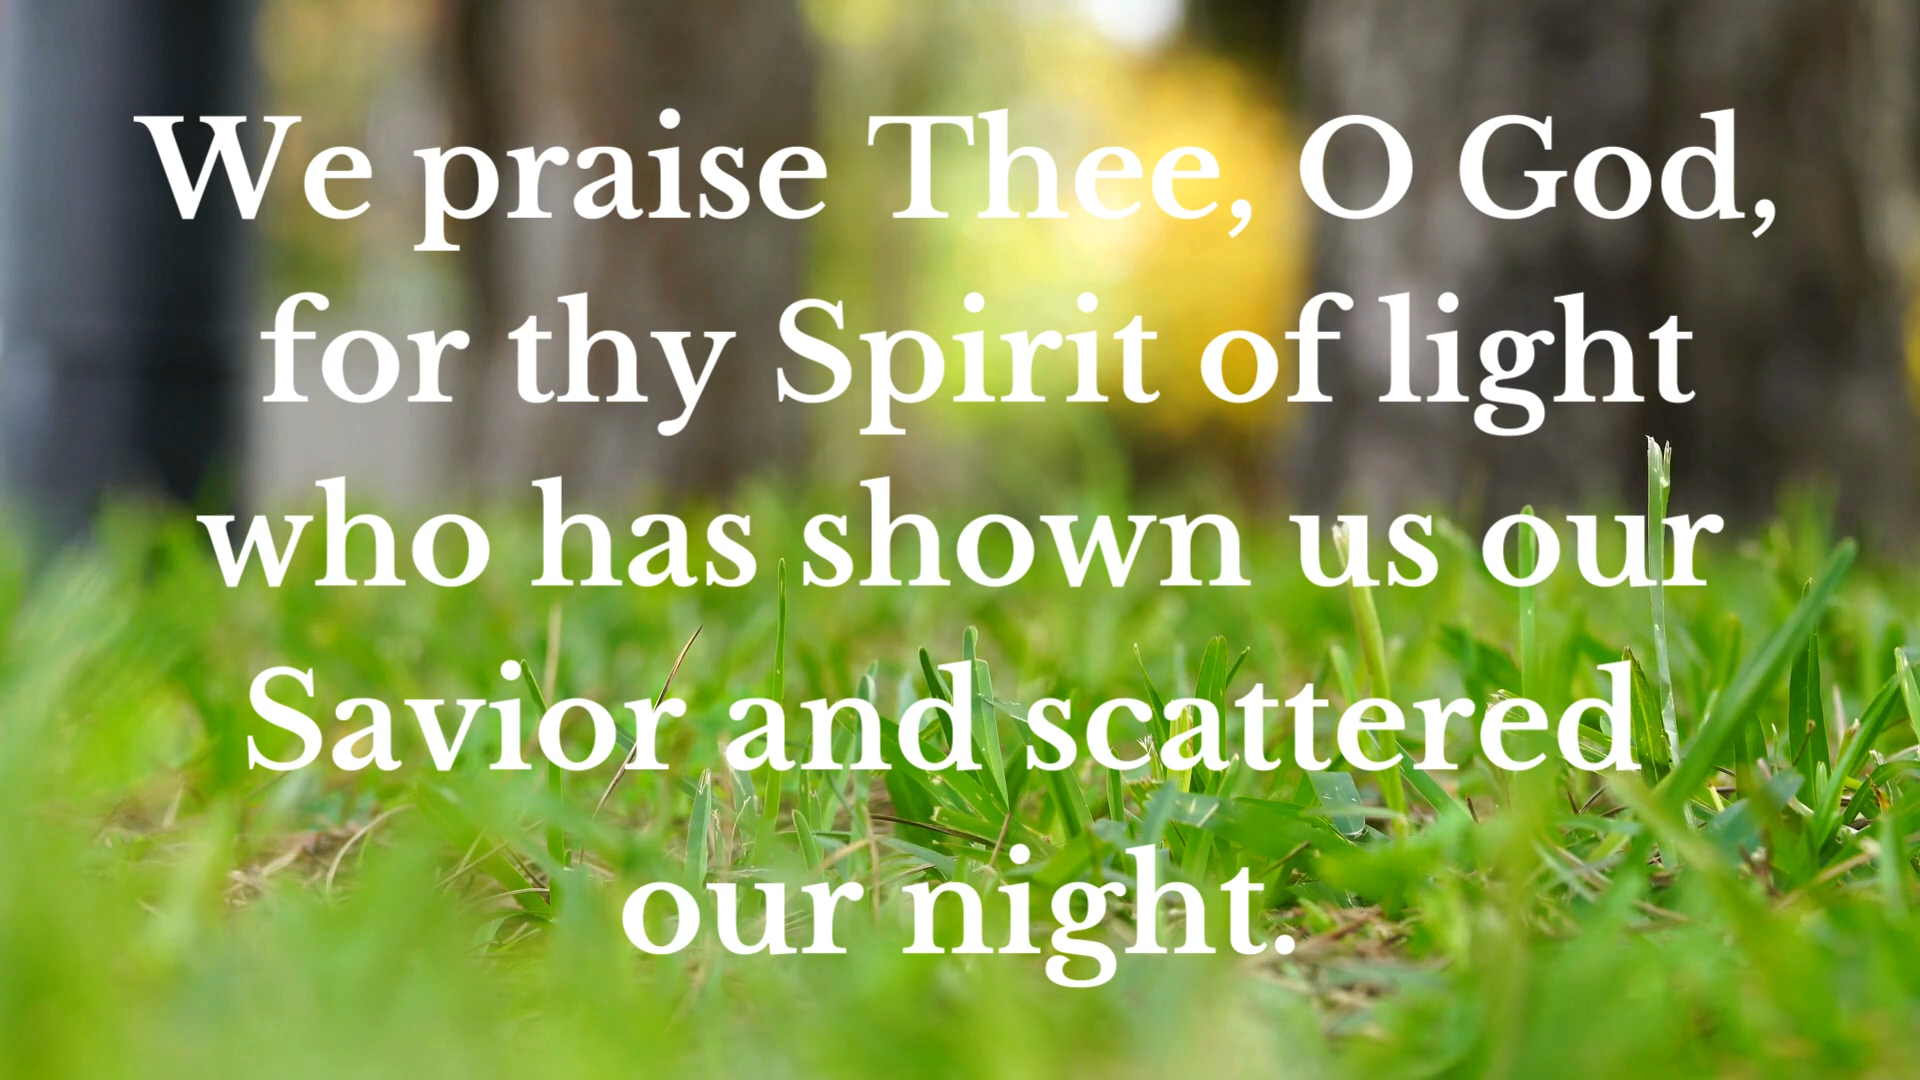 We praise Thee, O God,
for thy Spirit of light
who has shown us our
Savior and scattered
our night.